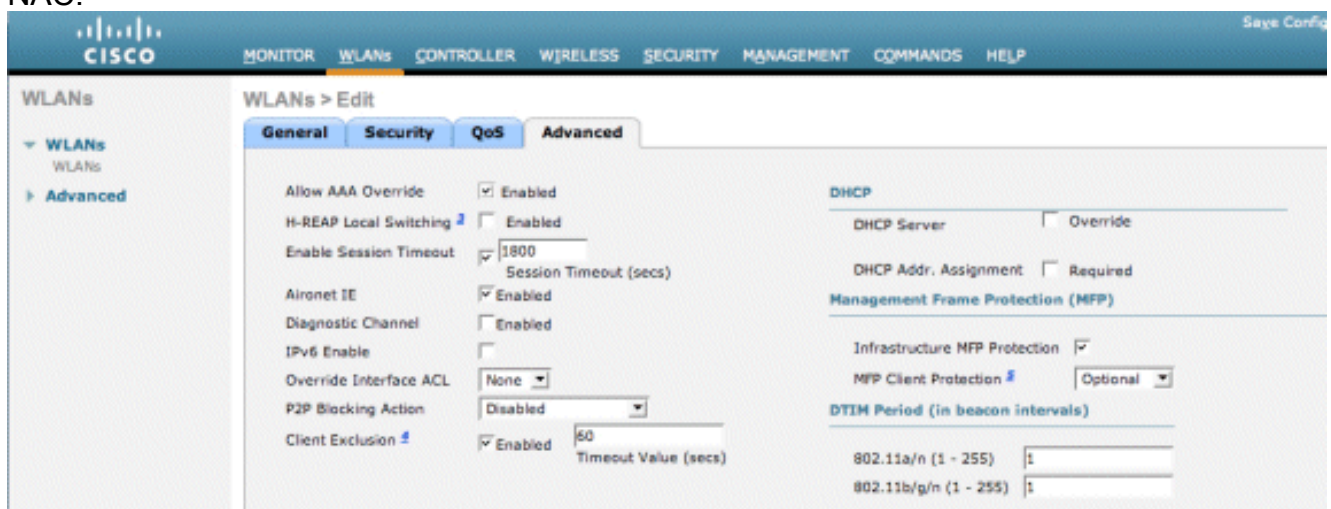 NAC.
Save Config
CISCO
MONITOR WLANs CONTROLLER WIRELESS SECURITY MANAGEMENT COMMANDS HELP
WLANs
WLANs
WLANs
Advanced
WLANs > Edit
General Security QoS Advanced
Allow AAA Override Enabled
H-REAP Local Switching 2 Enabled
Enable Session Timeout 1800
Session Timeout (secs)
Aironet IE Enabled
Diagnostic Channel Enabled
IPv6 Enable
Override Interface ACL None
P2P Blocking Action Disabled
Client Exclusion 4 Enabled 60
Timeout Value (secs)
DHCP
DHCP Server Override
DHCP Addr. Assignment Required
Management Frame Protection (MFP)
Infrastructure MFP Protection
MFP Client Protection 5 Optional
DTIM Period (in beacon intervals)
802.11a/n (1 - 255) 1
802.11b/g/n (1 - 255) 1